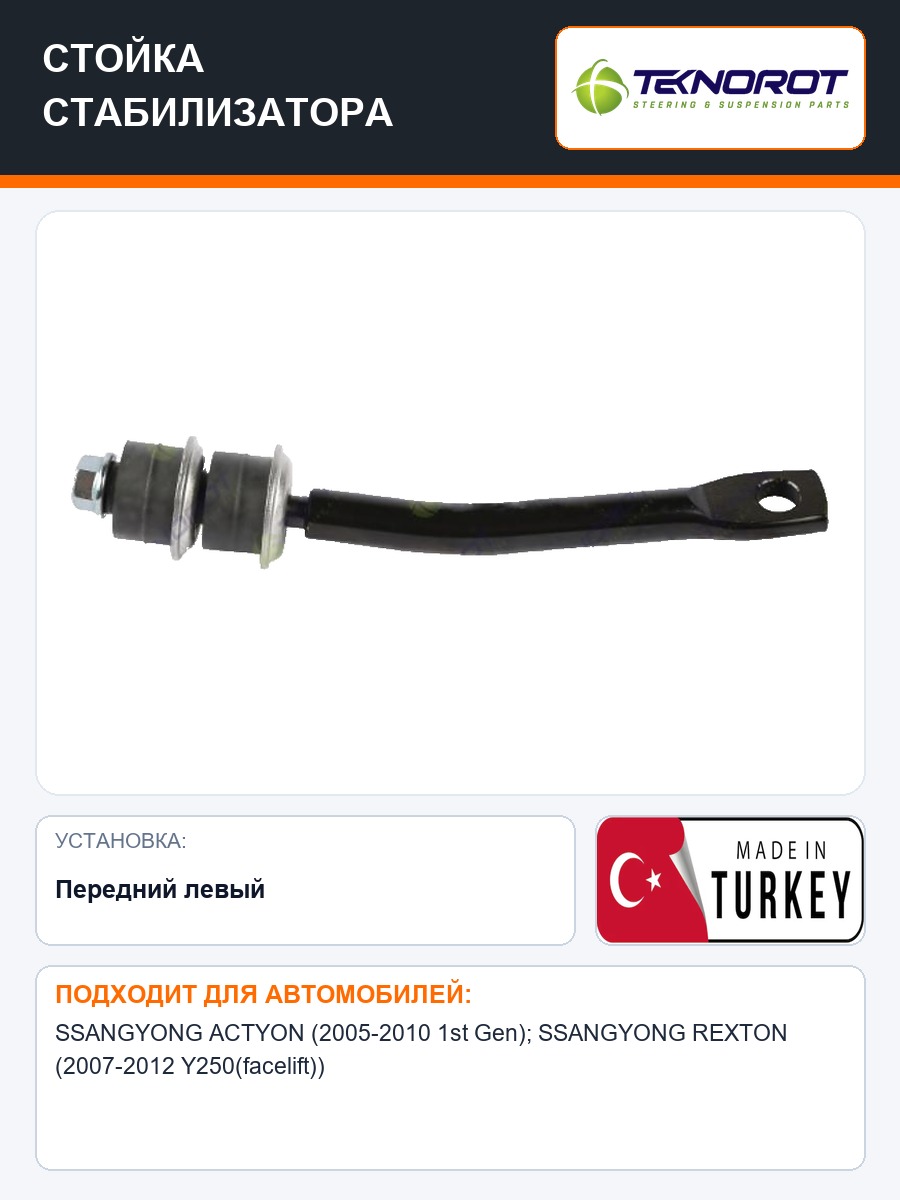 СТОЙКА
СТАБИЛИЗАТОРА
TEKNOROT
STEERING & SUSPENSION PARTS
УСТАНОВКА:
Передний левый
MADE IN
TURKEY
ПОДХОДИТ ДЛЯ АВТОМОБИЛЕЙ:
SSANGYONG ACTYON (2005-2010 1st Gen); SSANGYONG REXTON
(2007-2012 Y250(facelift))